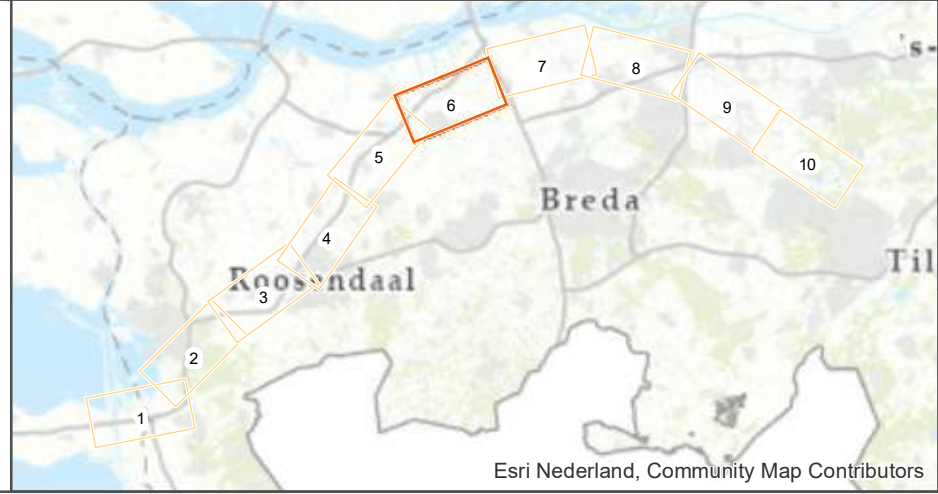 's-
7
8
6
9
5
10
Breda
4
Til
Roosendaal
3
2
1
Esri Nederland, Community Map Contributors